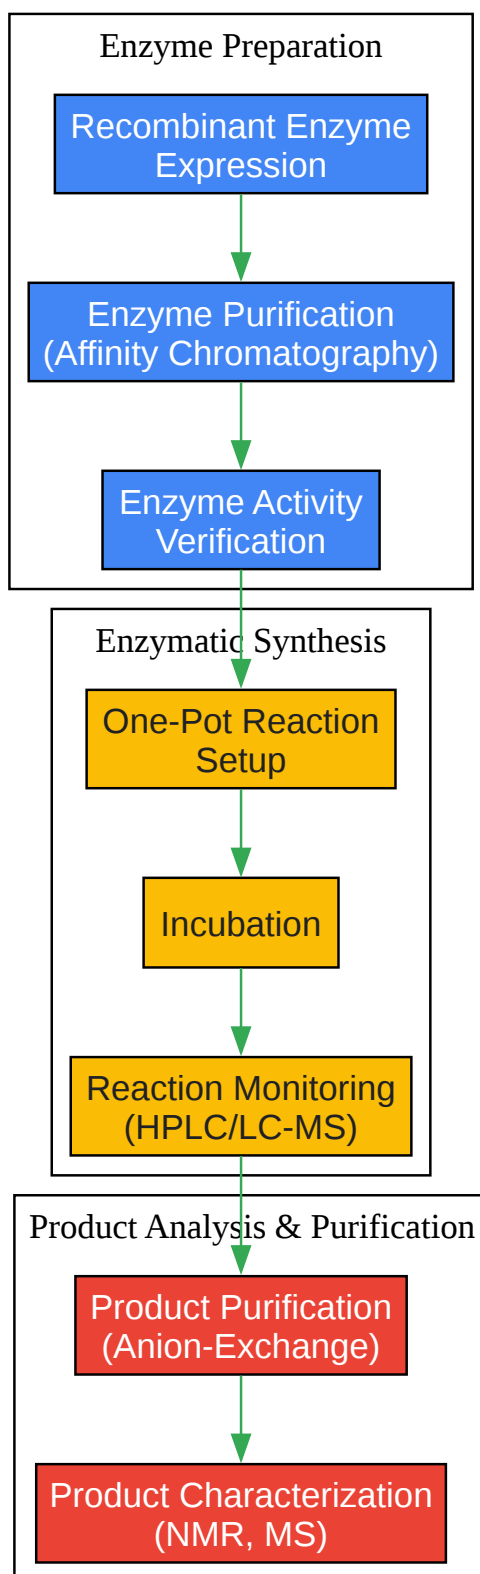 Enzyme Preparation
Recombinant Enzyme
Expression
Enzyme Purification
(Affinity Chromatography)
Enzyme Activity
Verification
Enzymatic Synthesis
One-Pot Reaction
Setup
Incubation
Reaction Monitoring
(HPLC/LC-MS)
Product Analysis & Purification
Product Purification
(Anion-Exchange)
Product Characterization
(NMR, MS)